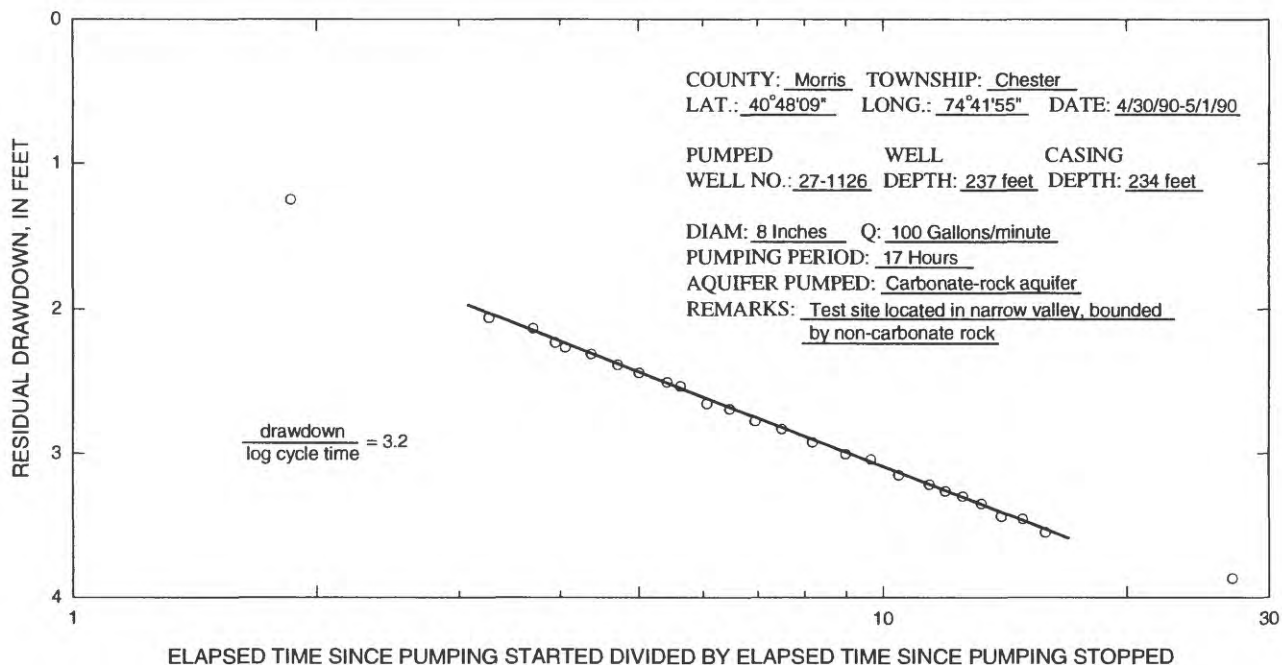 0
1
2
3
4
RESIDUAL DRAWDOWN, IN FEET
COUNTY: Morris TOWNSHIP: Chester
LAT.: 40°48'09" LONG.: 74°41'55" DATE: 4/30/90-5/1/90
PUMPED WELL CASING
WELL NO.: 27-1126 DEPTH: 237 feet DEPTH: 234 feet
DIAM: 8 Inches Q: 100 Gallons/minute
PUMPING PERIOD: 17 Hours
AQUIFER PUMPED: Carbonate-rock aquifer
REMARKS: Test site located in narrow valley, bounded
by non-carbonate rock
drawdown
log cycle time = 3.2
1 10 30
ELAPSED TIME SINCE PUMPING STARTED DIVIDED BY ELAPSED TIME SINCE PUMPING STOPPED